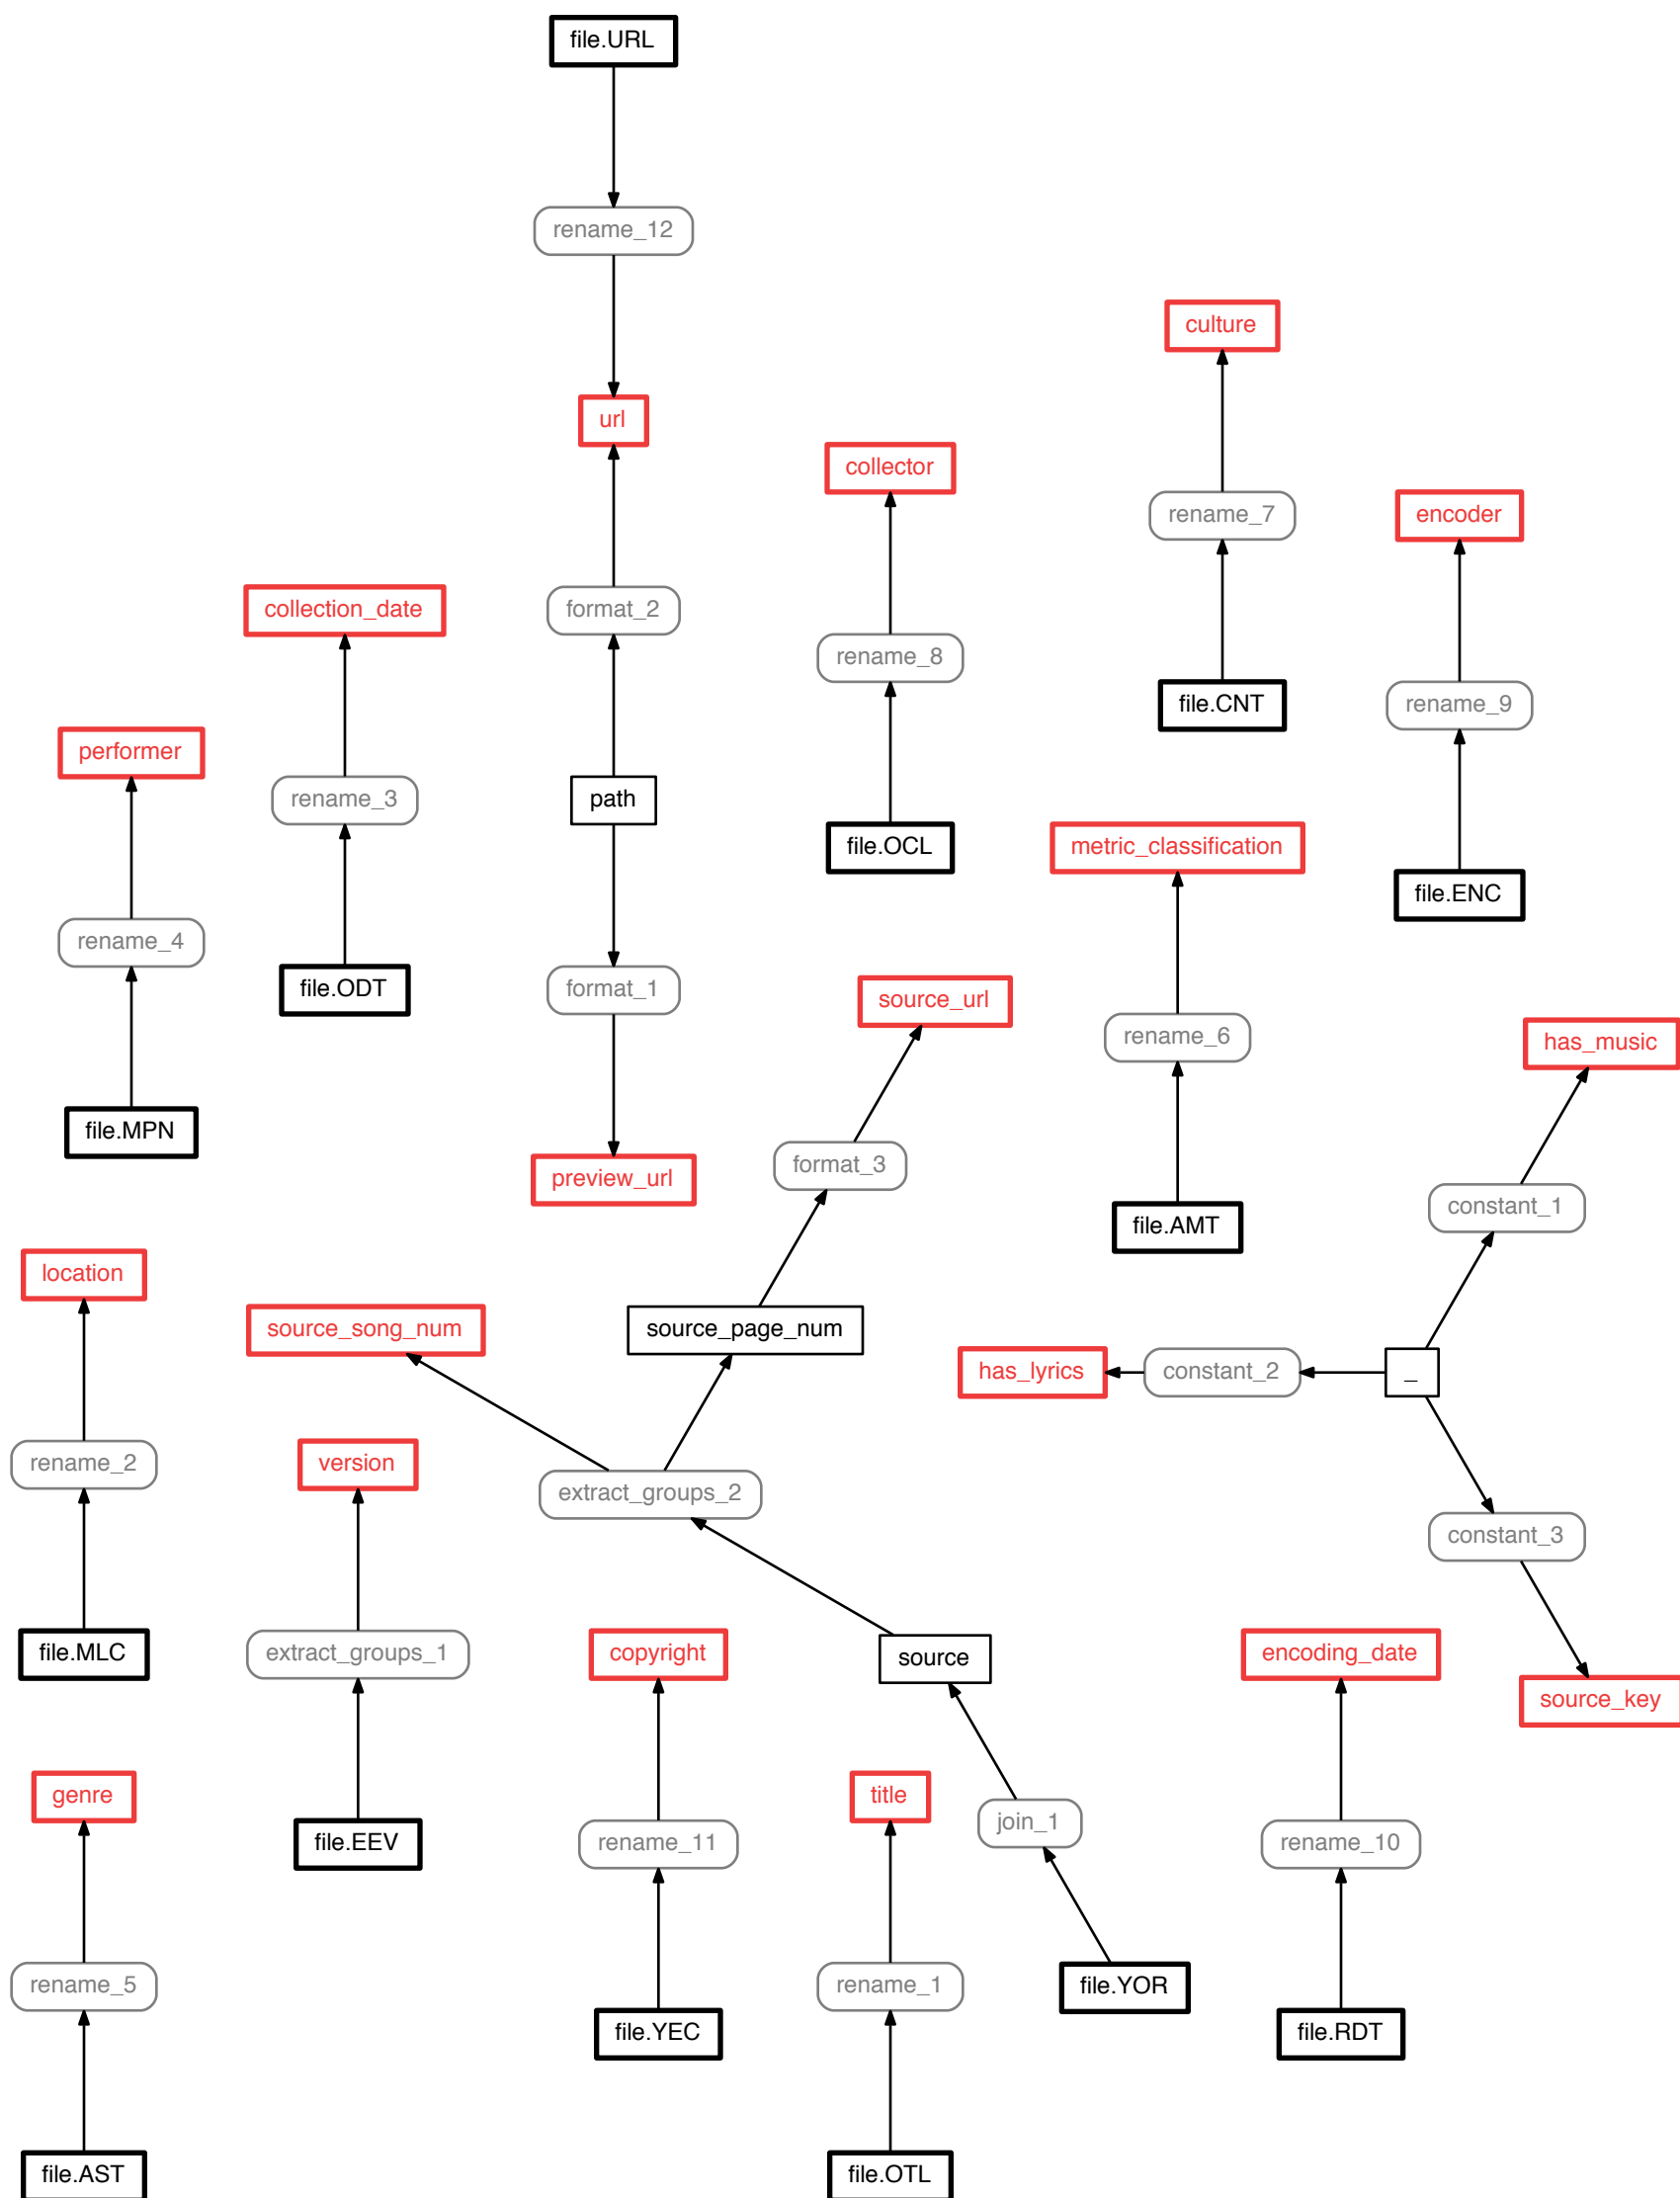 file.URL
rename_12
culture
url
collector
rename_7
encoder
collection_date
format_2
rename_8
file.CNT
rename_9
performer
rename_3
path
file.OCL
metric_classification
file.ENC
rename_4
file.ODT
format_1
source_url
rename_6
has_music
file.MPN
preview_url
format_3
file.AMT
constant_1
location
source_song_num
source_page_num
has_lyrics
constant_2
_
rename_2
version
extract_groups_2
constant_3
file.MLC
extract_groups_1
copyright
source
encoding_date
source_key
genre
file.EEV
rename_11
title
join_1
rename_10
rename_5
file.YEC
rename_1
file.YOR
file.RDT
file.AST
file.OTL